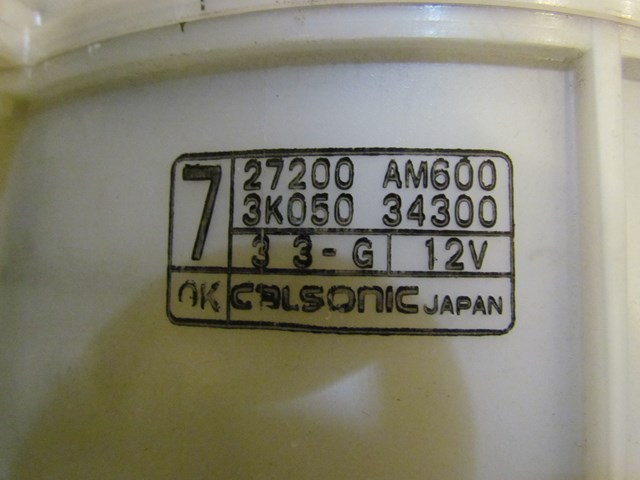 7
27200 AM600
3K050 34300
3 3-G 12V
OK CALSONIC JAPAN